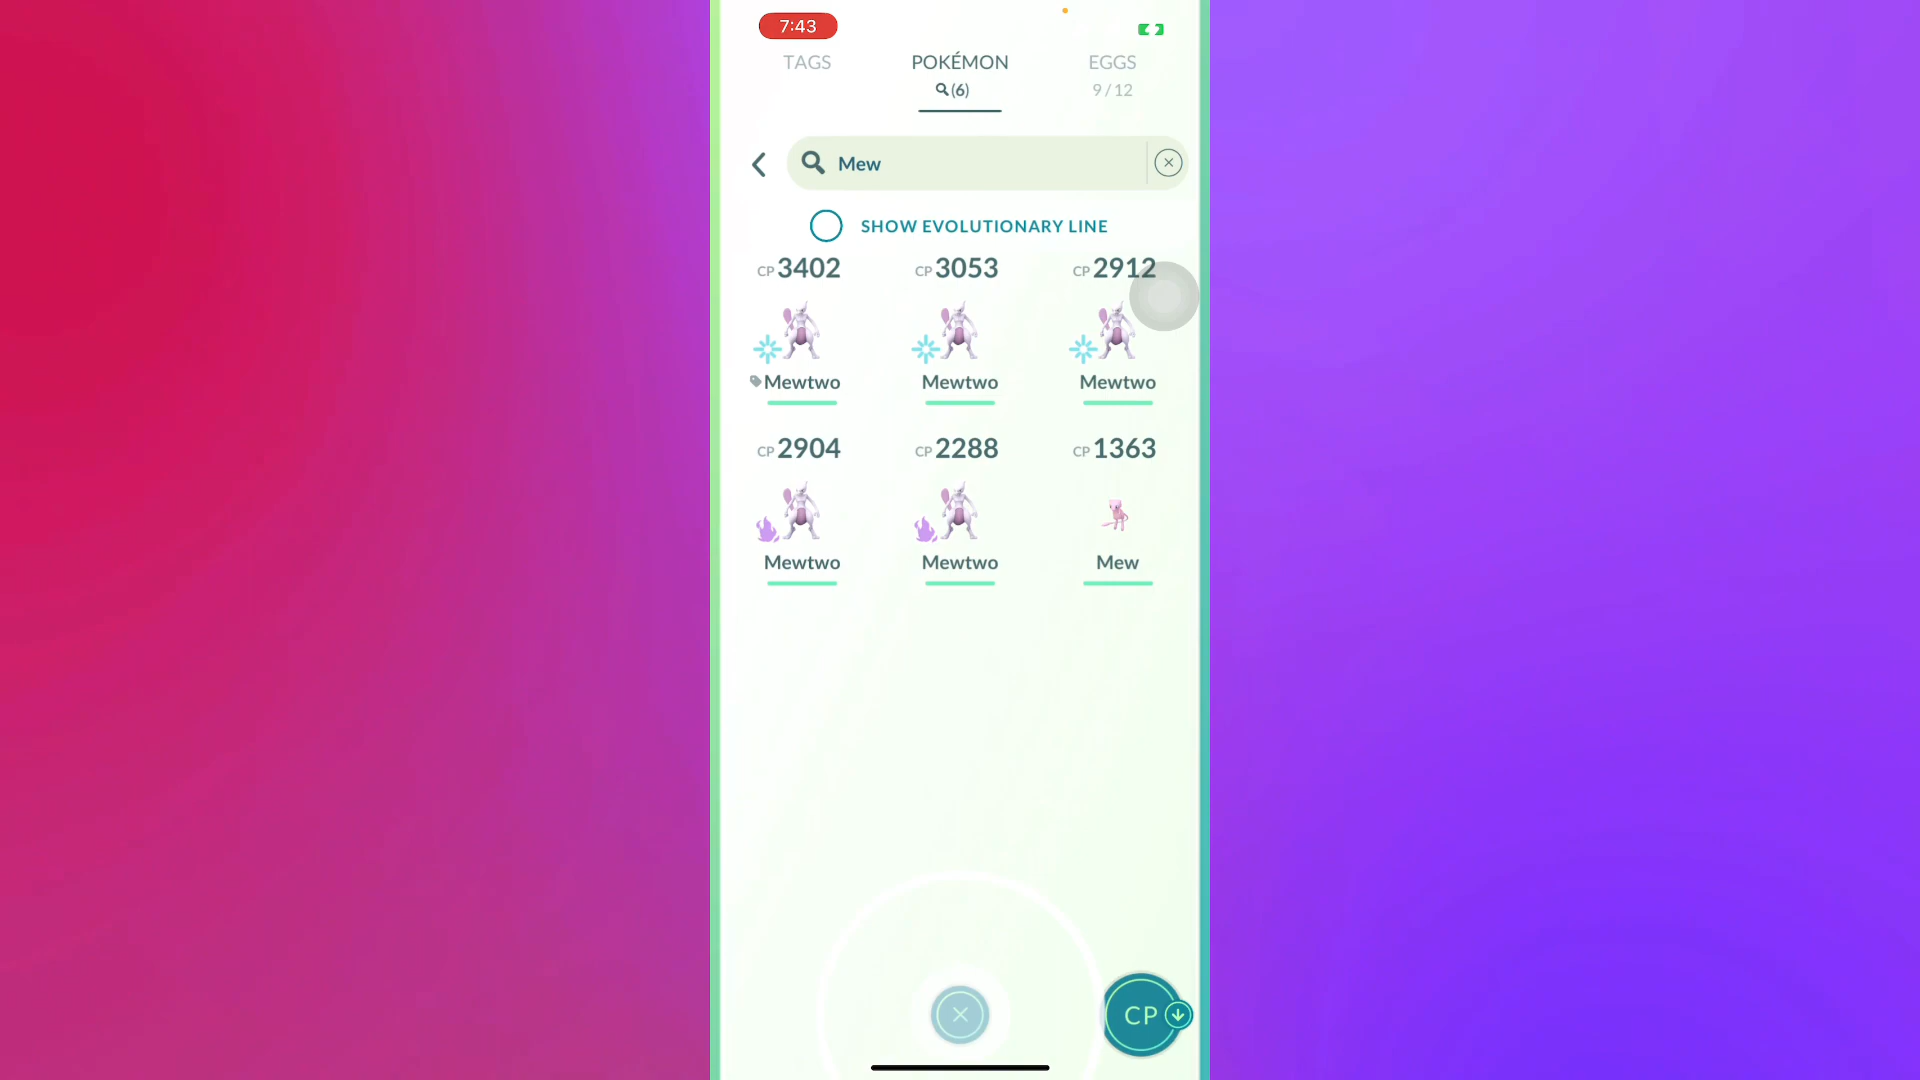 7:43
TAGS POKÉMON EGGS
(6) 9 / 12
Mew
SHOW EVOLUTIONARY LINE
CP 3402 CP 3053 CP 2912
Mewtwo Mewtwo Mewtwo
CP 2904 CP 2288 CP 1363
Mewtwo Mewtwo Mew
CP